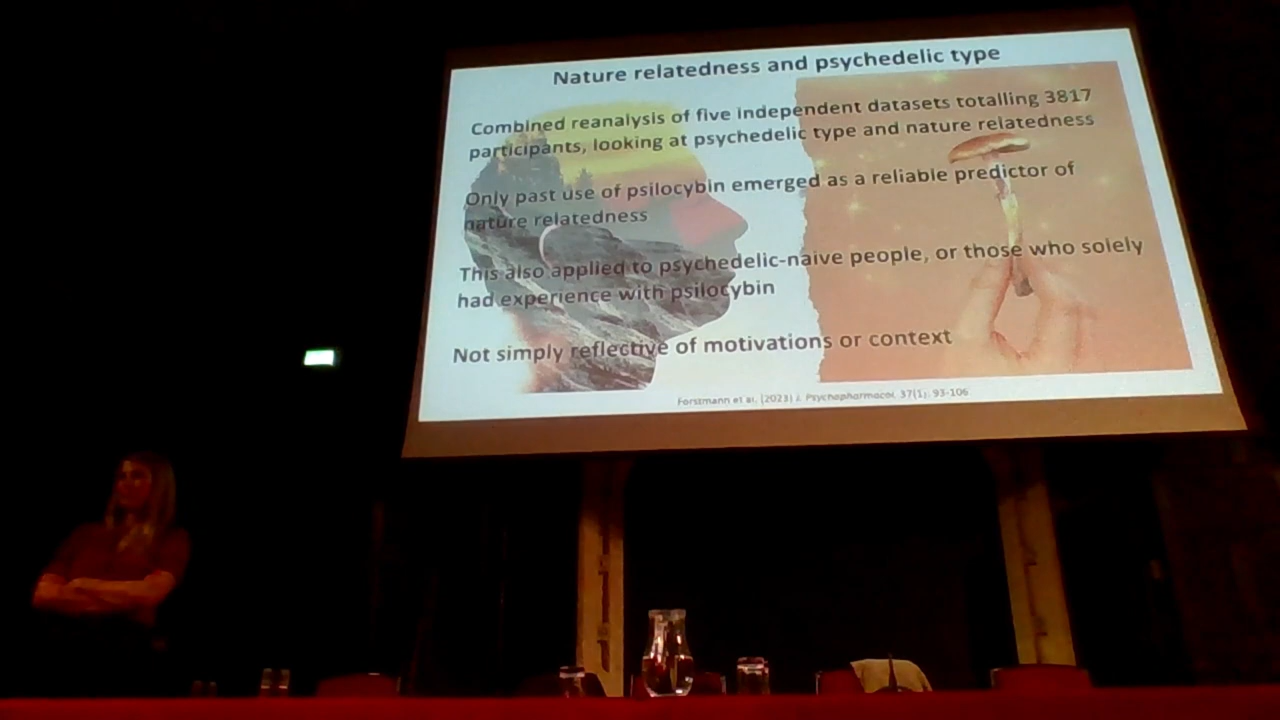 Nature relatedness and psychedelic type
Combined reanalysis of five independent datasets totalling 3817
participants, looking at psychedelic type and nature relatedness
Only past use of psilocybin emerged as a reliable predictor of
nature relatedness
This also applied to psychedelic-naive people, or those who solely
had experience with psilocybin
Not simply reflective of motivations or context
Forstmann et al. (2023) J. Psychopharmacol. 37(1): 93-106